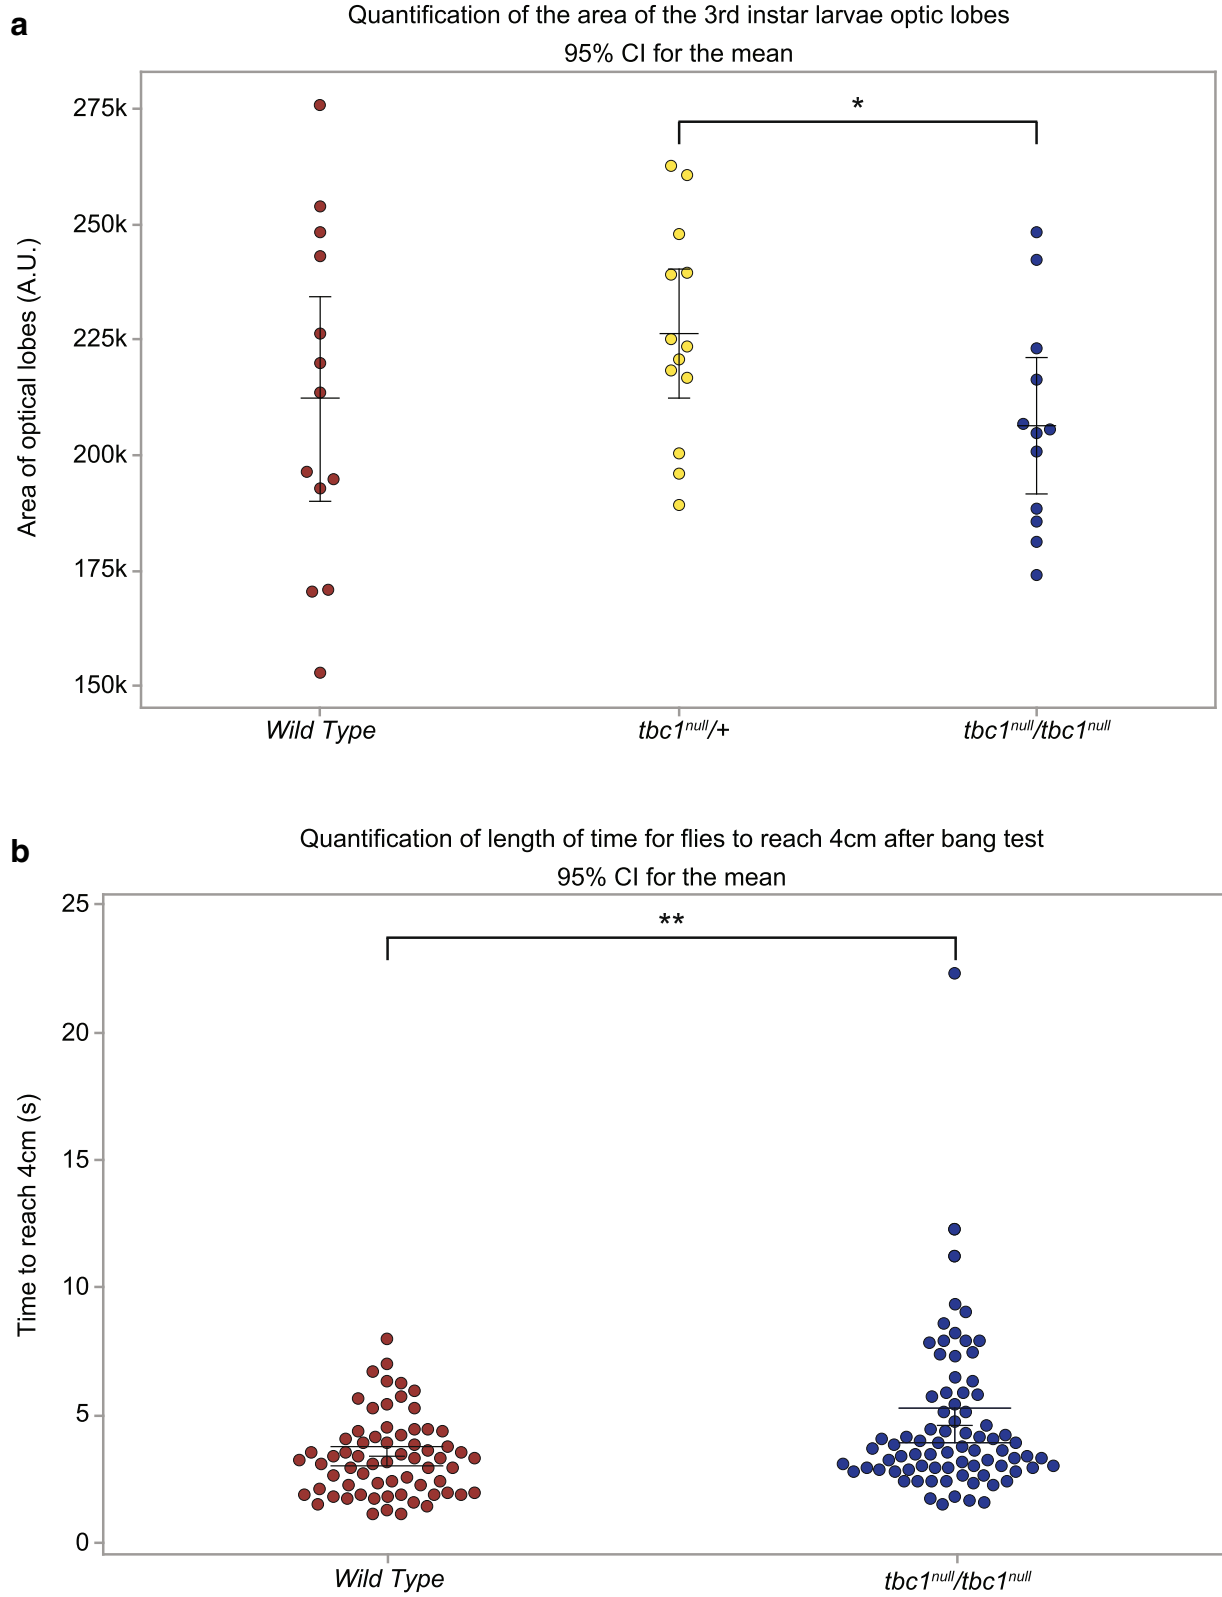 a
Quantification of the area of the 3rd instar larvae optic lobes
95% CI for the mean
*
275k
250k
225k
200k
175k
150k
Area of optical lobes (A.U.)
Wild Type
tbc1null/+
tbc1null/tbc1null
b
Quantification of length of time for flies to reach 4cm after bang test
95% CI for the mean
**
25
20
15
10
5
0
Time to reach 4cm (s)
Wild Type
tbc1null/tbc1null